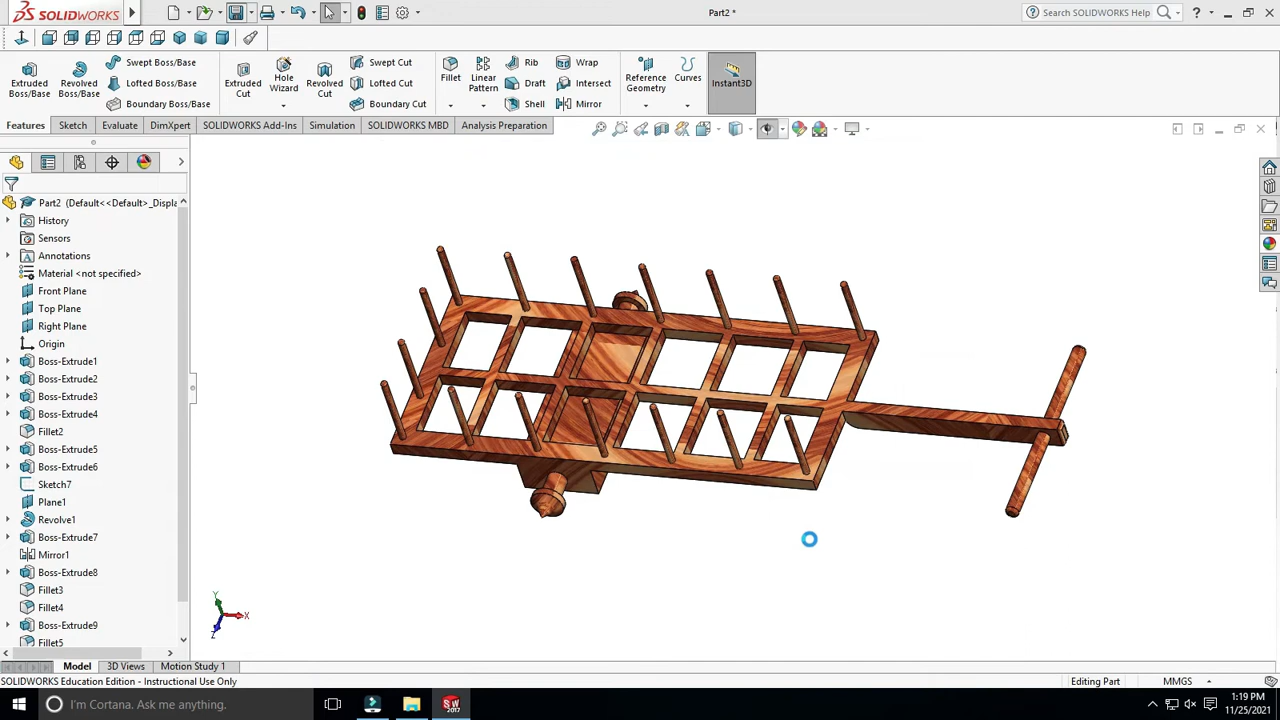 SOLIDWORKS
Part2 *
Search SOLIDWORKS Help
Extruded Boss/Base
Revolved Boss/Base
Swept Boss/Base
Lofted Boss/Base
Boundary Boss/Base
Extruded Cut
Hole Wizard
Revolved Cut
Swept Cut
Lofted Cut
Boundary Cut
Fillet
Linear Pattern
Rib
Draft
Shell
Wrap
Intersect
Mirror
Reference Geometry
Curves
Instant3D
Features
Sketch
Evaluate
DimXpert
SOLIDWORKS Add-Ins
Simulation
SOLIDWORKS MBD
Analysis Preparation
Part2 (Default<<Default>_Displa
History
Sensors
Annotations
Material <not specified>
Front Plane
Top Plane
Right Plane
Origin
Boss-Extrude1
Boss-Extrude2
Boss-Extrude3
Boss-Extrude4
Fillet2
Boss-Extrude5
Boss-Extrude6
Sketch7
Plane1
Revolve1
Boss-Extrude7
Mirror1
Boss-Extrude8
Fillet3
Fillet4
Boss-Extrude9
Fillet5
Y
X
Z
Model
3D Views
Motion Study 1
SOLIDWORKS Education Edition - Instructional Use Only
Editing Part
MMGS
I'm Cortana. Ask me anything.
SW
2017
1:19 PM
11/25/2021